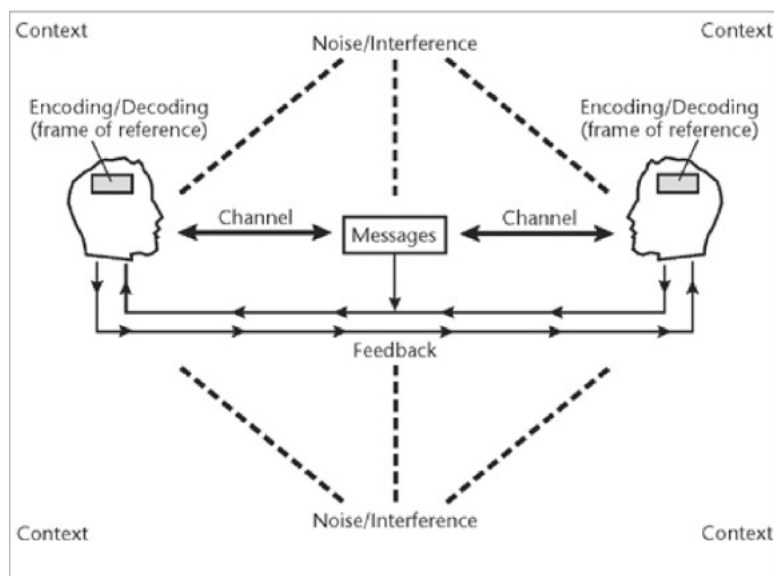 Context
Noise/Interference
Context
Encoding/Decoding
(frame of reference)
Encoding/Decoding
(frame of reference)
Channel
Messages
Channel
Feedback
Noise/Interference
Context
Context